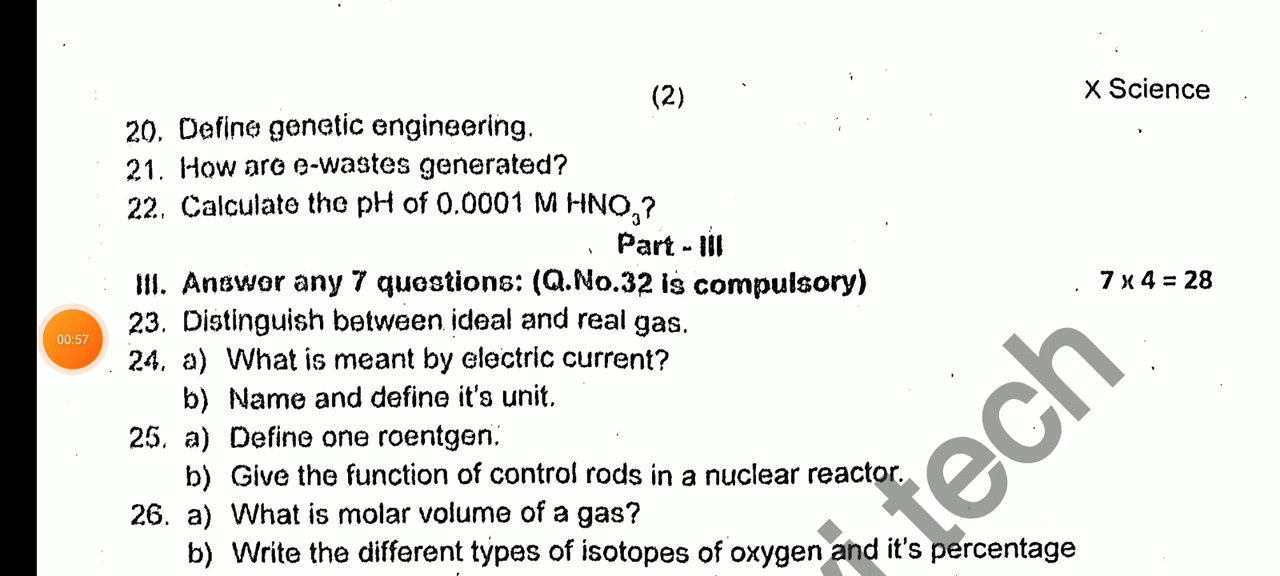 (2)
X Science
20. Define genetic engineering.
21. How are e-wastes generated?
22. Calculate the pH of 0.0001 M HNO₃?
Part - III
III. Answer any 7 questions: (Q.No.32 is compulsory) 7 x 4 = 28
23. Distinguish between ideal and real gas.
00:57
24. a) What is meant by electric current?
b) Name and define it's unit.
25. a) Define one roentgen.
b) Give the function of control rods in a nuclear reactor.
26. a) What is molar volume of a gas?
b) Write the different types of isotopes of oxygen and it's percentage
tech